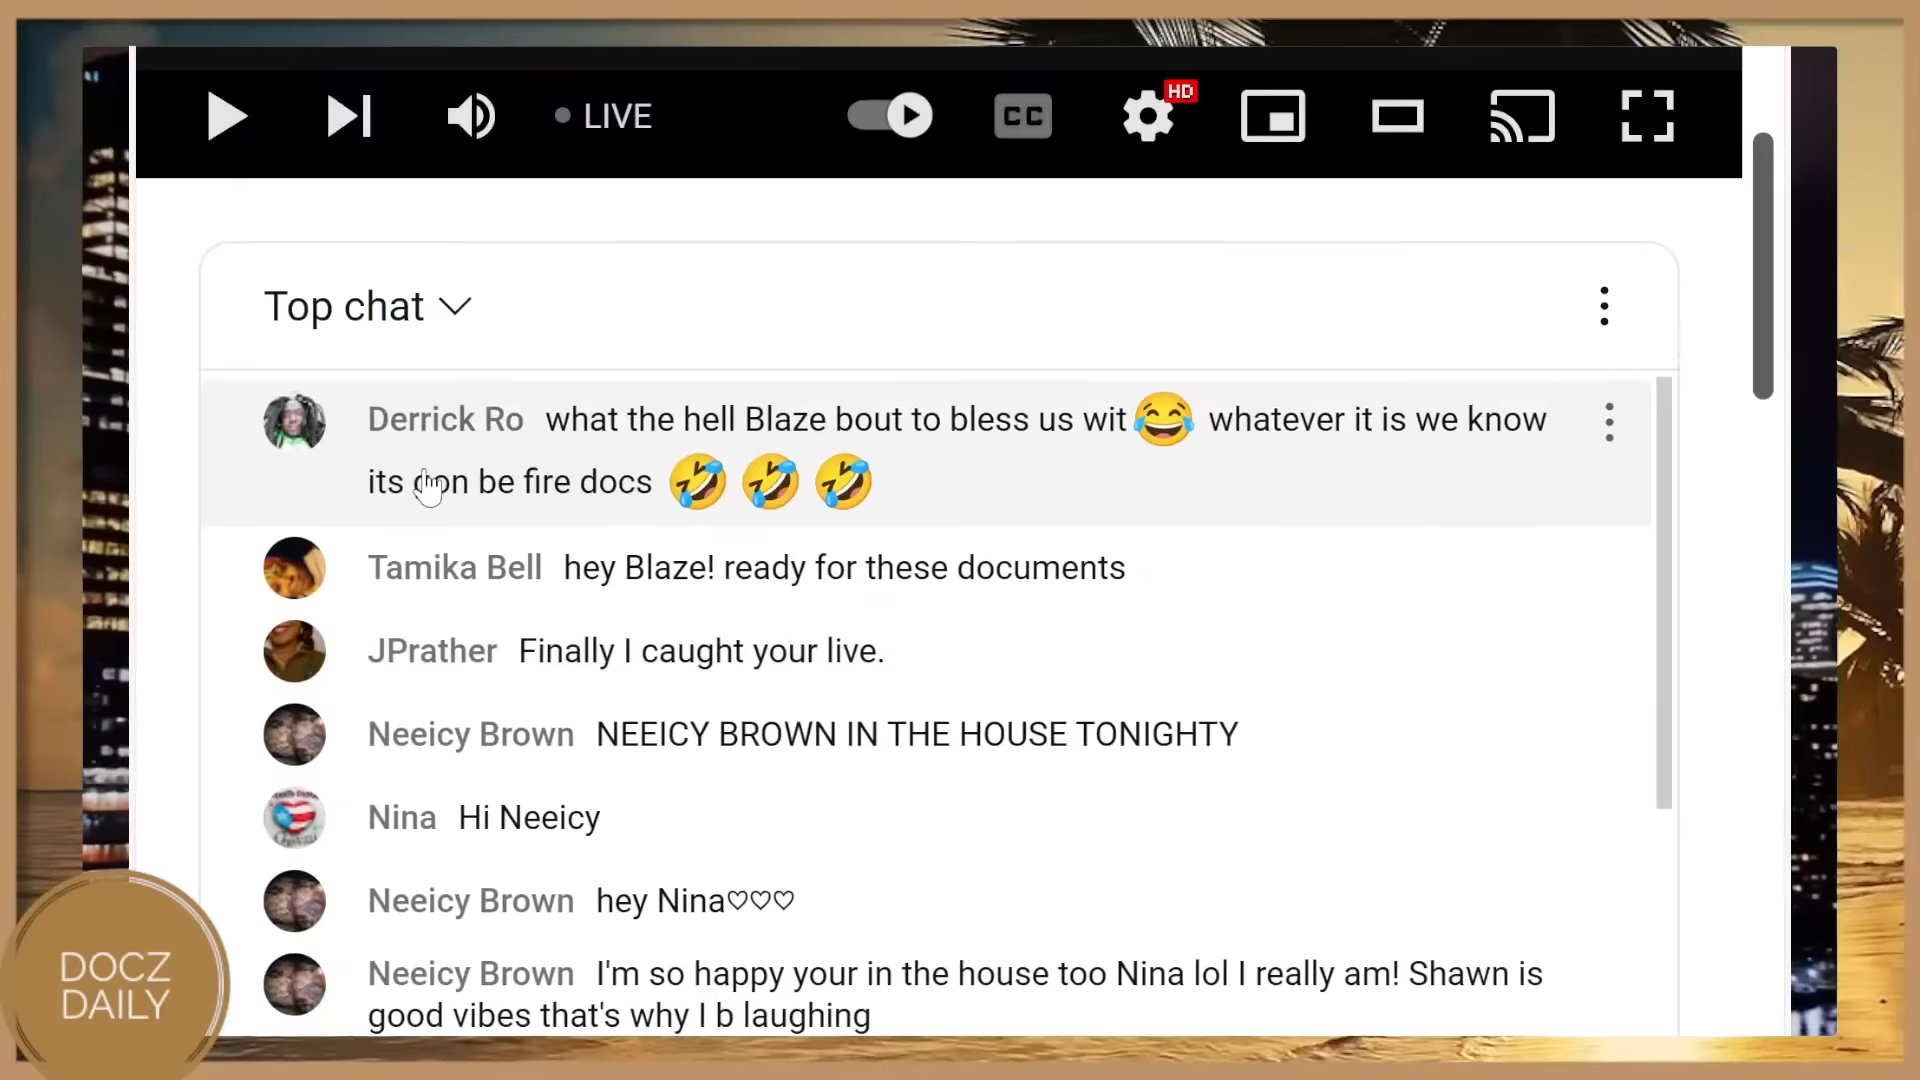 LIVE
CC
HD
Top chat
Derrick Ro what the hell Blaze bout to bless us wit😂 whatever it is we know
its gon be fire docs 🤣 🤣 🤣
Tamika Bell hey Blaze! ready for these documents
JPrather Finally I caught your live.
Neeicy Brown NEEICY BROWN IN THE HOUSE TONIGHTY
Nina Hi Neeicy
Neeicy Brown hey Nina♡♡♡
Neeicy Brown I'm so happy your in the house too Nina lol I really am! Shawn is
good vibes that's why I b laughing
DOCZ
DAILY